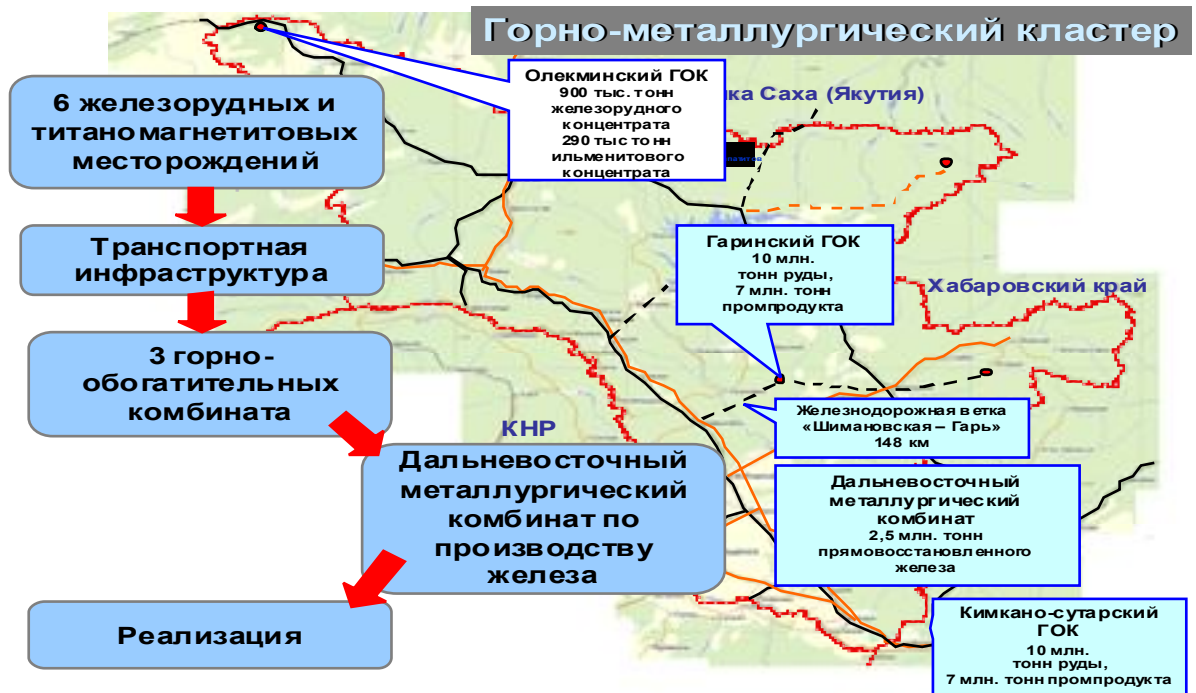 Горно-металлургический кластер
6 железорудных и
титаномагнетитовых
месторождений
Транспортная
инфраструктура
3 горно-
обогатительных
комбината
Дальневосточный
металлургический
комбинат по
производству
железа
Реализация
Олекминский ГОК
900 тыс. тонн
железорудного
концентрата
290 тыс тонн
ильменитового
концентрата
ка Саха (Якутия)
Гаринский ГОК
10 млн.
тонн руды,
7 млн. тонн
промпродукта
Хабаровский край
КНР
Железнодорожная ветка
«Шимановская – Гарь»
148 км
Дальневосточный
металлургический
комбинат
2,5 млн. тонн
прямовосстановленного
железа
Кимкано-сутарский
ГОК
10 млн.
тонн руды,
7 млн. тонн промпродукта